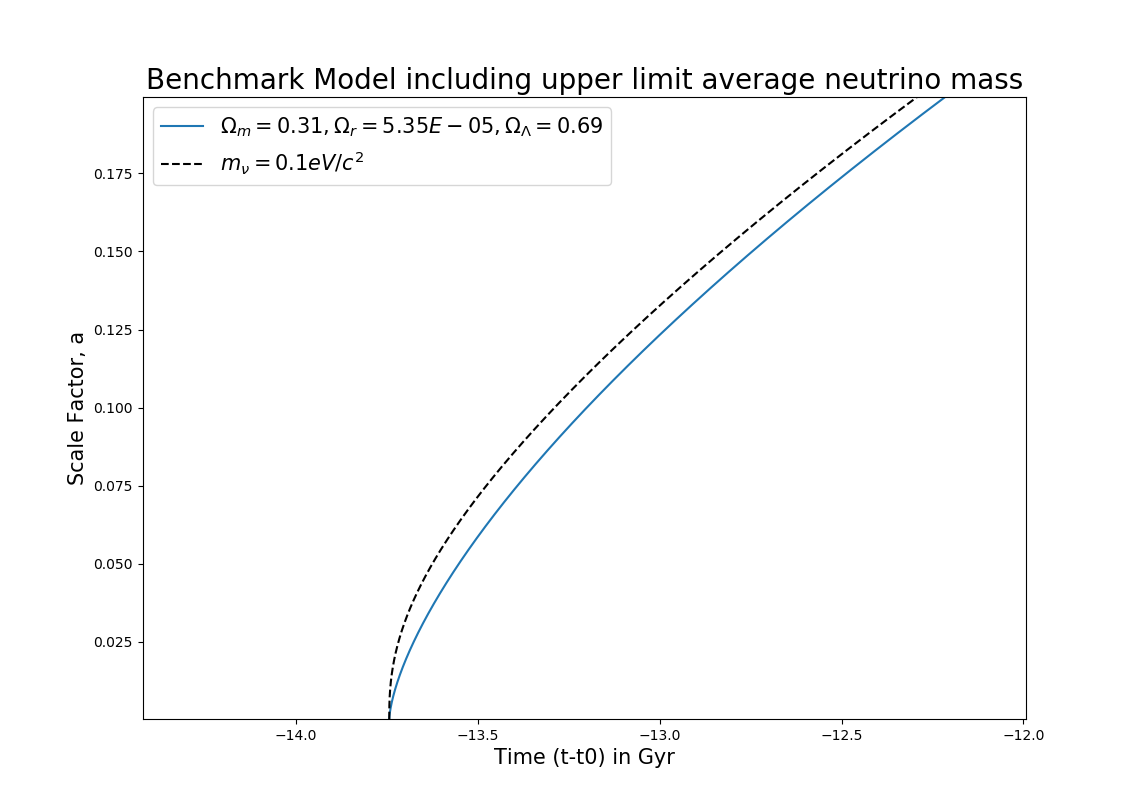 Benchmark Model including upper limit average neutrino mass
Ωm = 0.31, Ωr = 5.35E − 05, ΩΛ = 0.69
mν = 0.1eV/c²
0.175
0.150
0.125
0.100
0.075
0.050
0.025
Scale Factor, a
−14.0 −13.5 −13.0 −12.5 −12.0
Time (t-t0) in Gyr